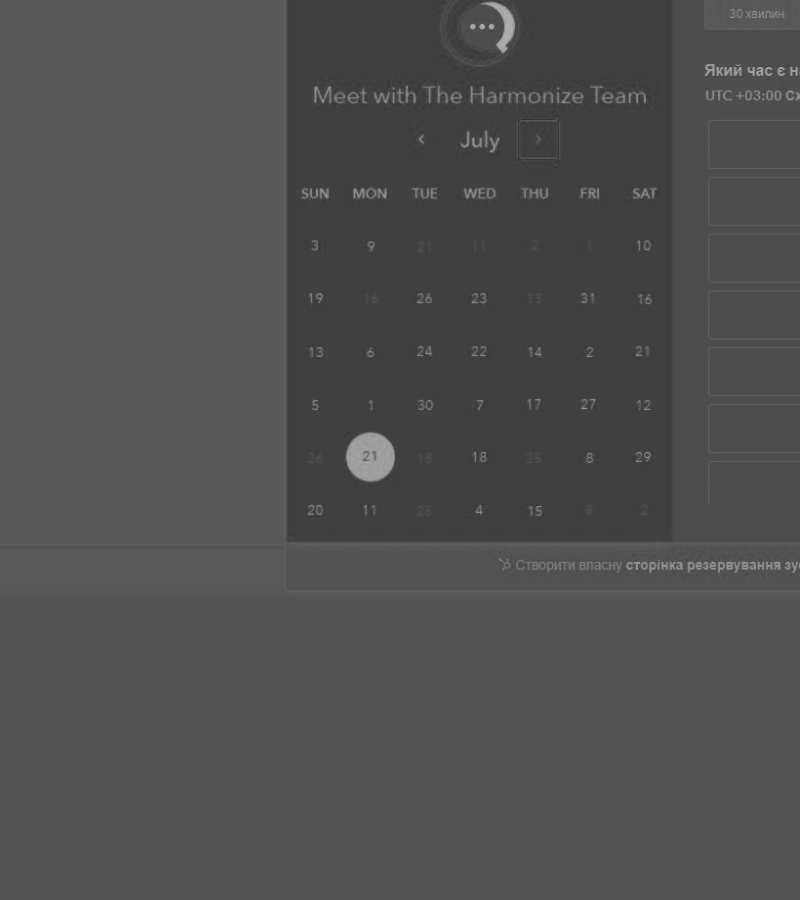 30 хвилин
Meet with The Harmonize Team
Який час є
UTC +03:00
July
SUN MON TUE WED THU FRI SAT
3 9 21 11 2 1 10
19 16 26 23 13 31 16
13 6 24 22 14 2 21
5 1 30 7 17 27 12
26 21 18 18 25 8 29
20 11 25 4 15 8 2
Створити власну сторінка резервування